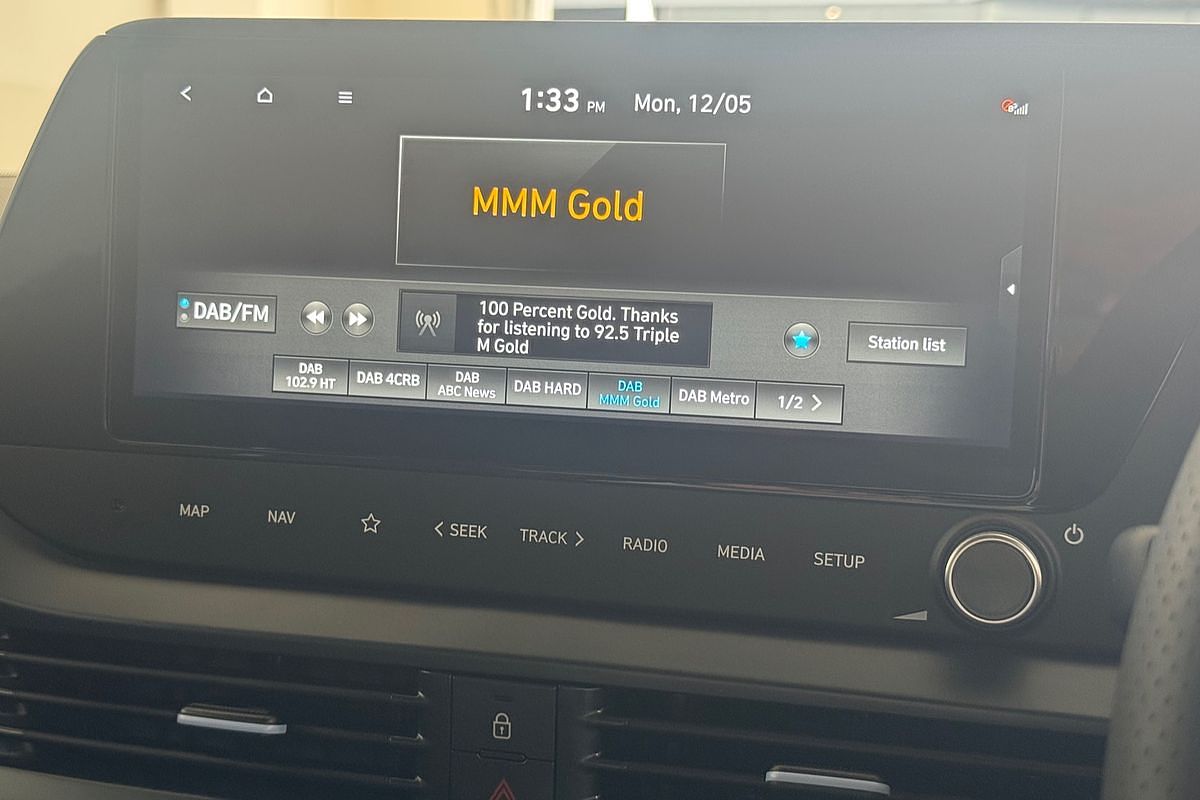 1:33 PM Mon, 12/05
MMM Gold
DAB/FM
100 Percent Gold. Thanks
for listening to 92.5 Triple
M Gold
Station list
DAB
102.9 HT
DAB 4CRB
DAB
ABC News
DAB HARD
DAB
MMM Gold
DAB Metro
1/2
MAP
NAV
SEEK
TRACK
RADIO
MEDIA
SETUP